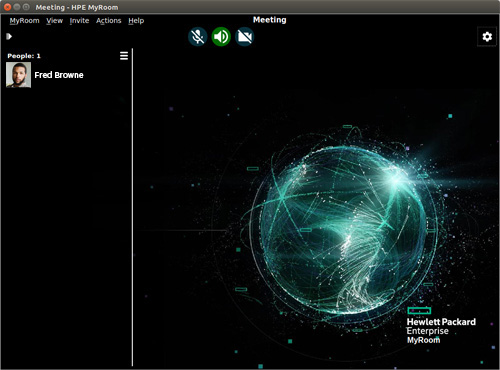 Meeting - HPE MyRoom
MyRoom View Invite Actions Help
Meeting
People: 1
Fred Browne
Hewlett Packard
Enterprise
MyRoom